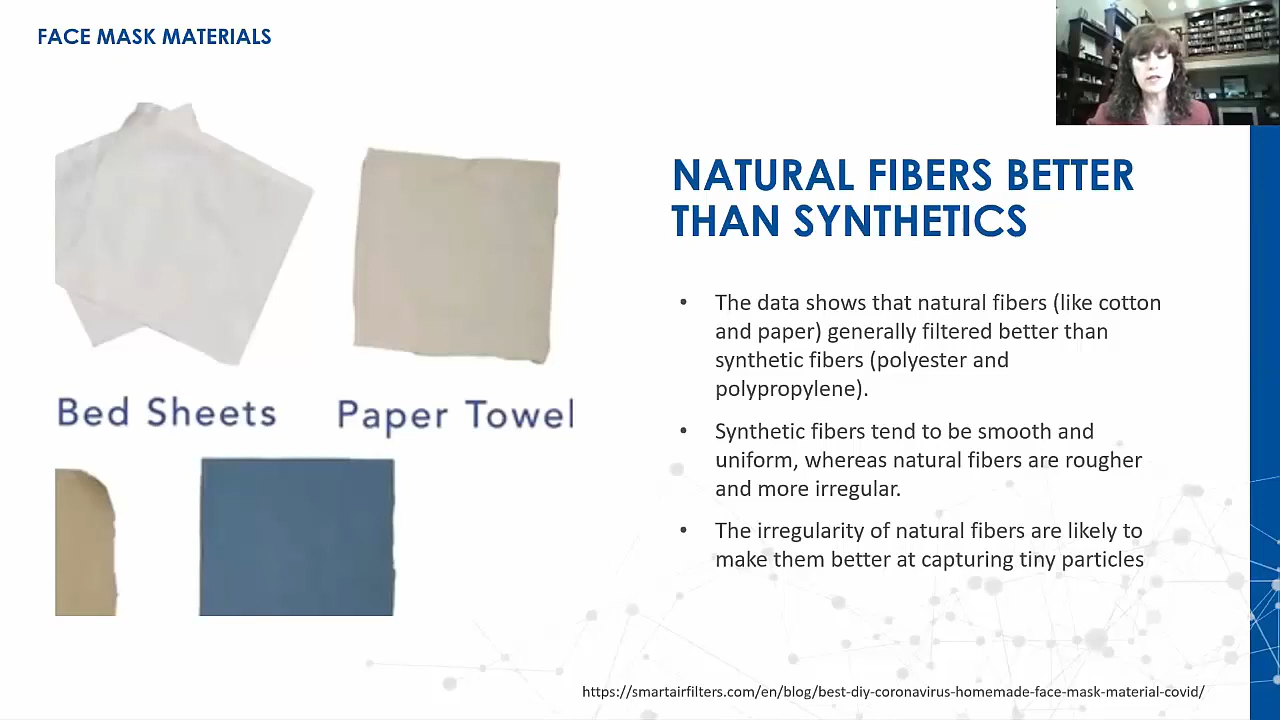 FACE MASK MATERIALS
NATURAL FIBERS BETTER
THAN SYNTHETICS
The data shows that natural fibers (like cotton
and paper) generally filtered better than
synthetic fibers (polyester and
polypropylene).
Synthetic fibers tend to be smooth and
uniform, whereas natural fibers are rougher
and more irregular.
The irregularity of natural fibers are likely to
make them better at capturing tiny particles
Bed Sheets
Paper Towel
https://smartairfilters.com/en/blog/best-diy-coronavirus-homemade-face-mask-material-covid/